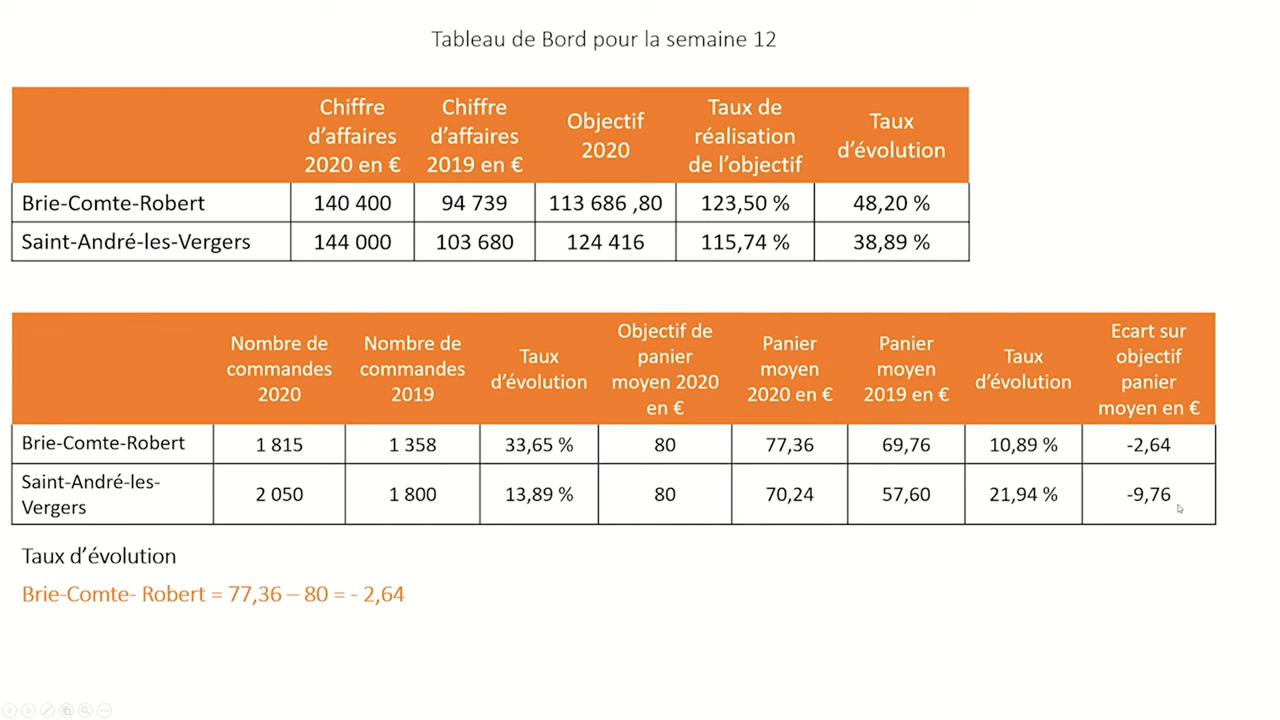 Tableau de Bord pour la semaine 12
Chiffre d'affaires 2020 en € Chiffre d'affaires 2019 en € Objectif 2020 Taux de réalisation de l'objectif Taux d'évolution
Brie-Comte-Robert 140 400 94 739 113 686 ,80 123,50 % 48,20 %
Saint-André-les-Vergers 144 000 103 680 124 416 115,74 % 38,89 %
Nombre de commandes 2020 Nombre de commandes 2019 Taux d'évolution Objectif de panier moyen 2020 en € Panier moyen 2020 en € Panier moyen 2019 en € Taux d'évolution Ecart sur objectif panier moyen en €
Brie-Comte-Robert 1 815 1 358 33,65 % 80 77,36 69,76 10,89 % -2,64
Saint-André-les-Vergers 2 050 1 800 13,89 % 80 70,24 57,60 21,94 % -9,76
Taux d'évolution
Brie-Comte- Robert = 77,36 – 80 = - 2,64